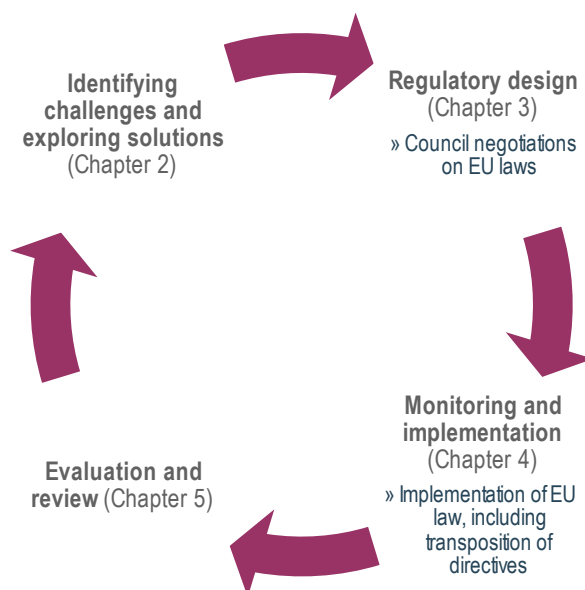 Identifying
challenges and
exploring solutions
(Chapter 2)
Regulatory design
(Chapter 3)
» Council negotiations
on EU laws
Monitoring and
implementation
(Chapter 4)
» Implementation of EU
law, including
transposition of
directives
Evaluation and
review (Chapter 5)